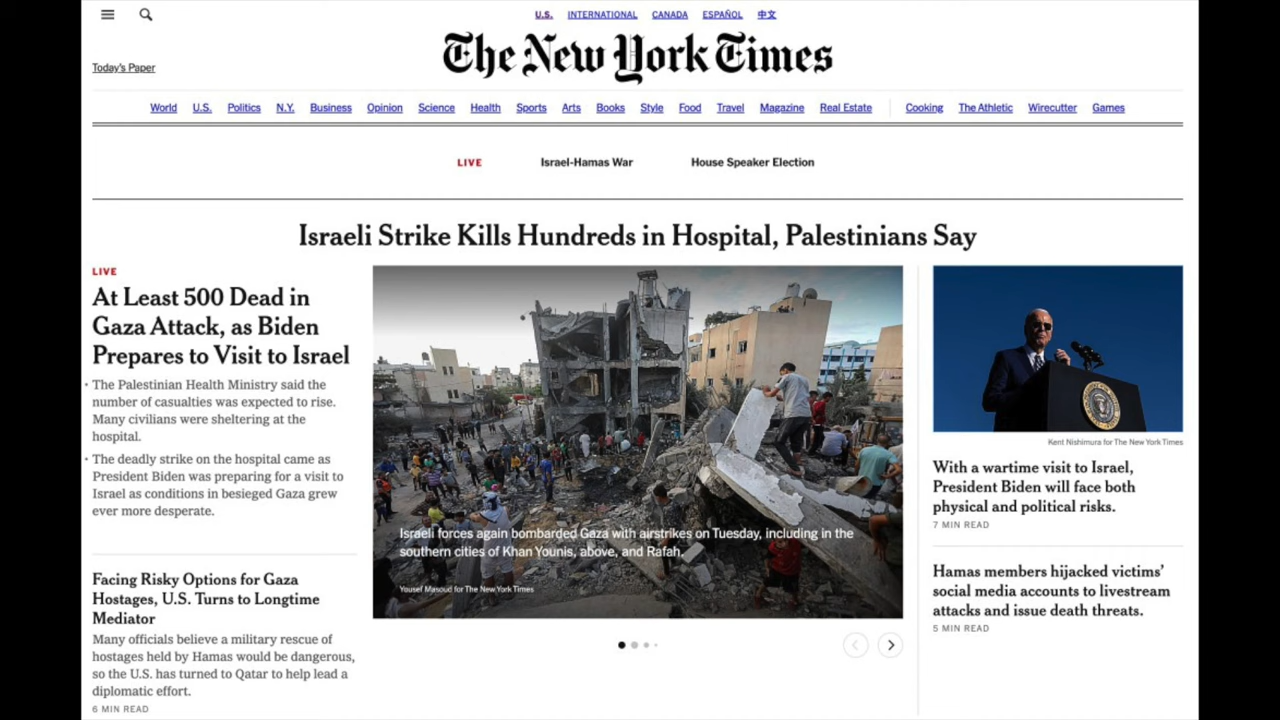 U.S. INTERNATIONAL CANADA ESPAÑOL 中文
The New York Times
Today's Paper
World U.S. Politics N.Y. Business Opinion Science Health Sports Arts Books Style Food Travel Magazine Real Estate Cooking The Athletic Wirecutter Games
LIVE Israel-Hamas War House Speaker Election
Israeli Strike Kills Hundreds in Hospital, Palestinians Say
LIVE
At Least 500 Dead in
Gaza Attack, as Biden
Prepares to Visit to Israel
The Palestinian Health Ministry said the
number of casualties was expected to rise.
Many civilians were sheltering at the
hospital.
The deadly strike on the hospital came as
President Biden was preparing for a visit to
Israel as conditions in besieged Gaza grew
ever more desperate.
Facing Risky Options for Gaza
Hostages, U.S. Turns to Longtime
Mediator
Many officials believe a military rescue of
hostages held by Hamas would be dangerous,
so the U.S. has turned to Qatar to help lead a
diplomatic effort.
6 MIN READ
Israeli forces again bombarded Gaza with airstrikes on Tuesday, including in the
southern cities of Khan Younis, above, and Rafah.
Yousef Masoud for The New York Times
Kent Nishimura for The New York Times
With a wartime visit to Israel,
President Biden will face both
physical and political risks.
7 MIN READ
Hamas members hijacked victims'
social media accounts to livestream
attacks and issue death threats.
5 MIN READ